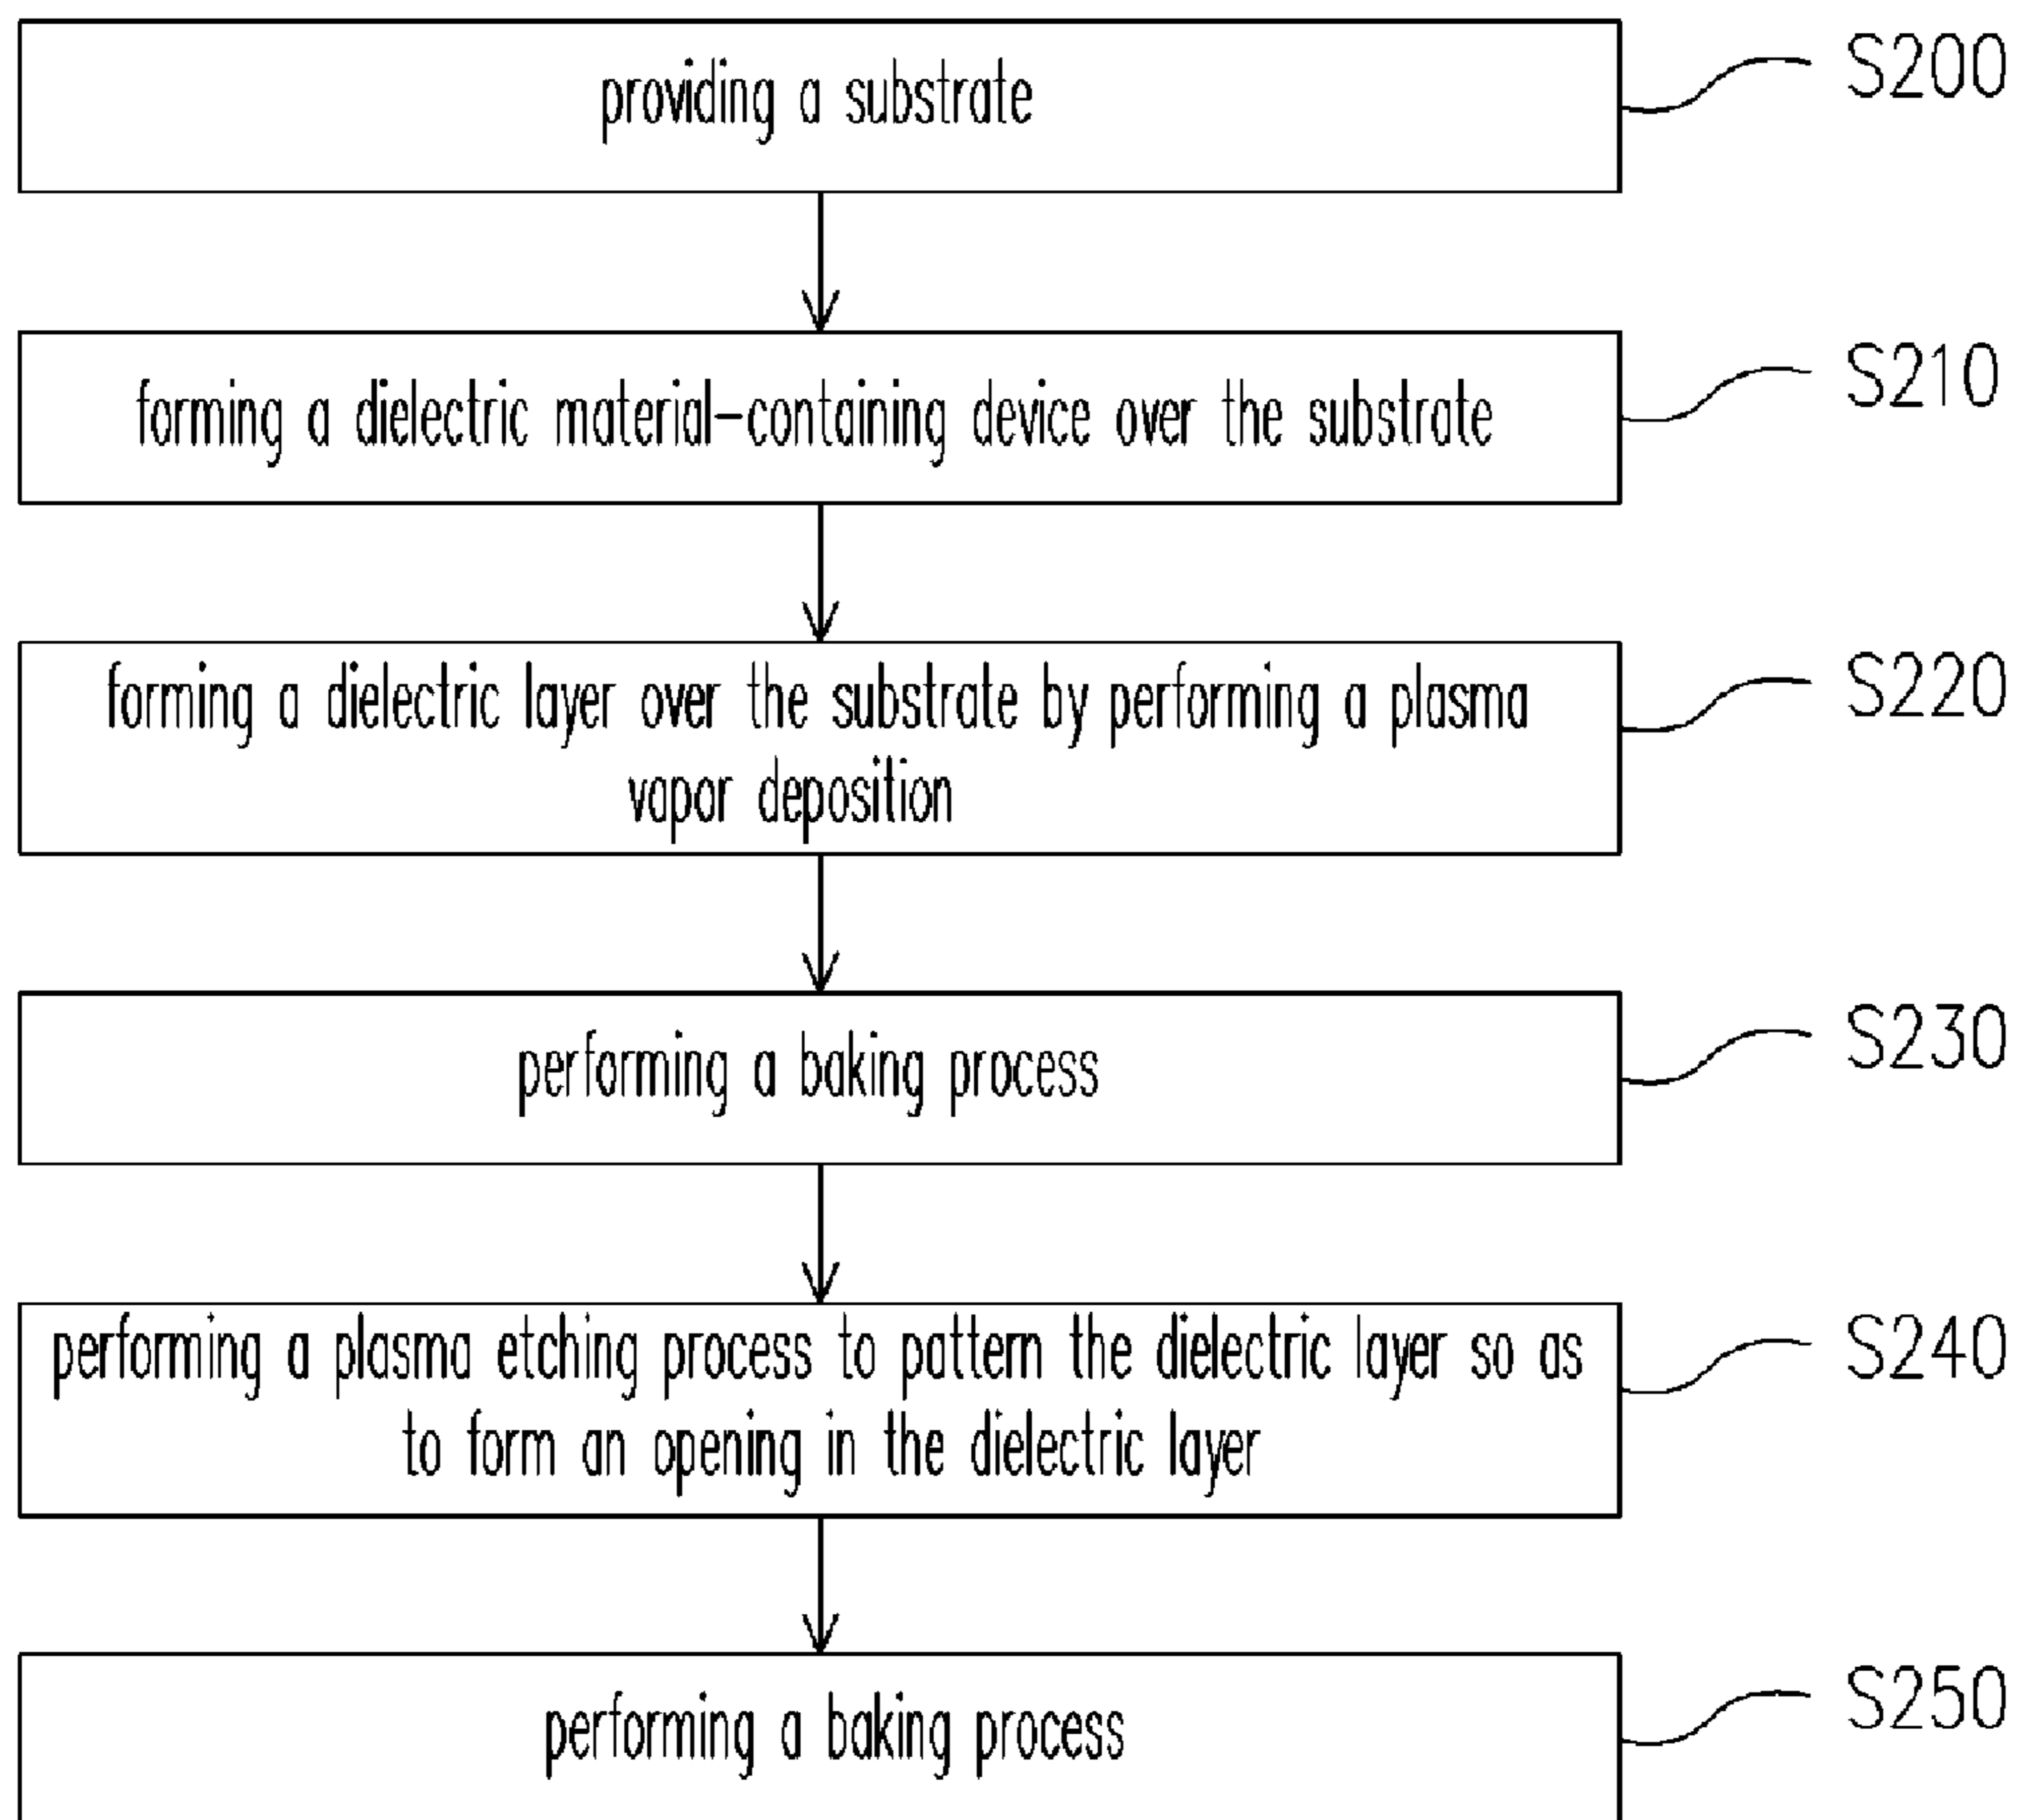 providing a substrate
S200
forming a dielectric material-containing device over the substrate
S210
forming a dielectric layer over the substrate by performing a plasma
vapor deposition
S220
performing a baking process
S230
performing a plasma etching process to pattern the dielectric layer so as
to form an opening in the dielectric layer
S240
performing a baking process
S250